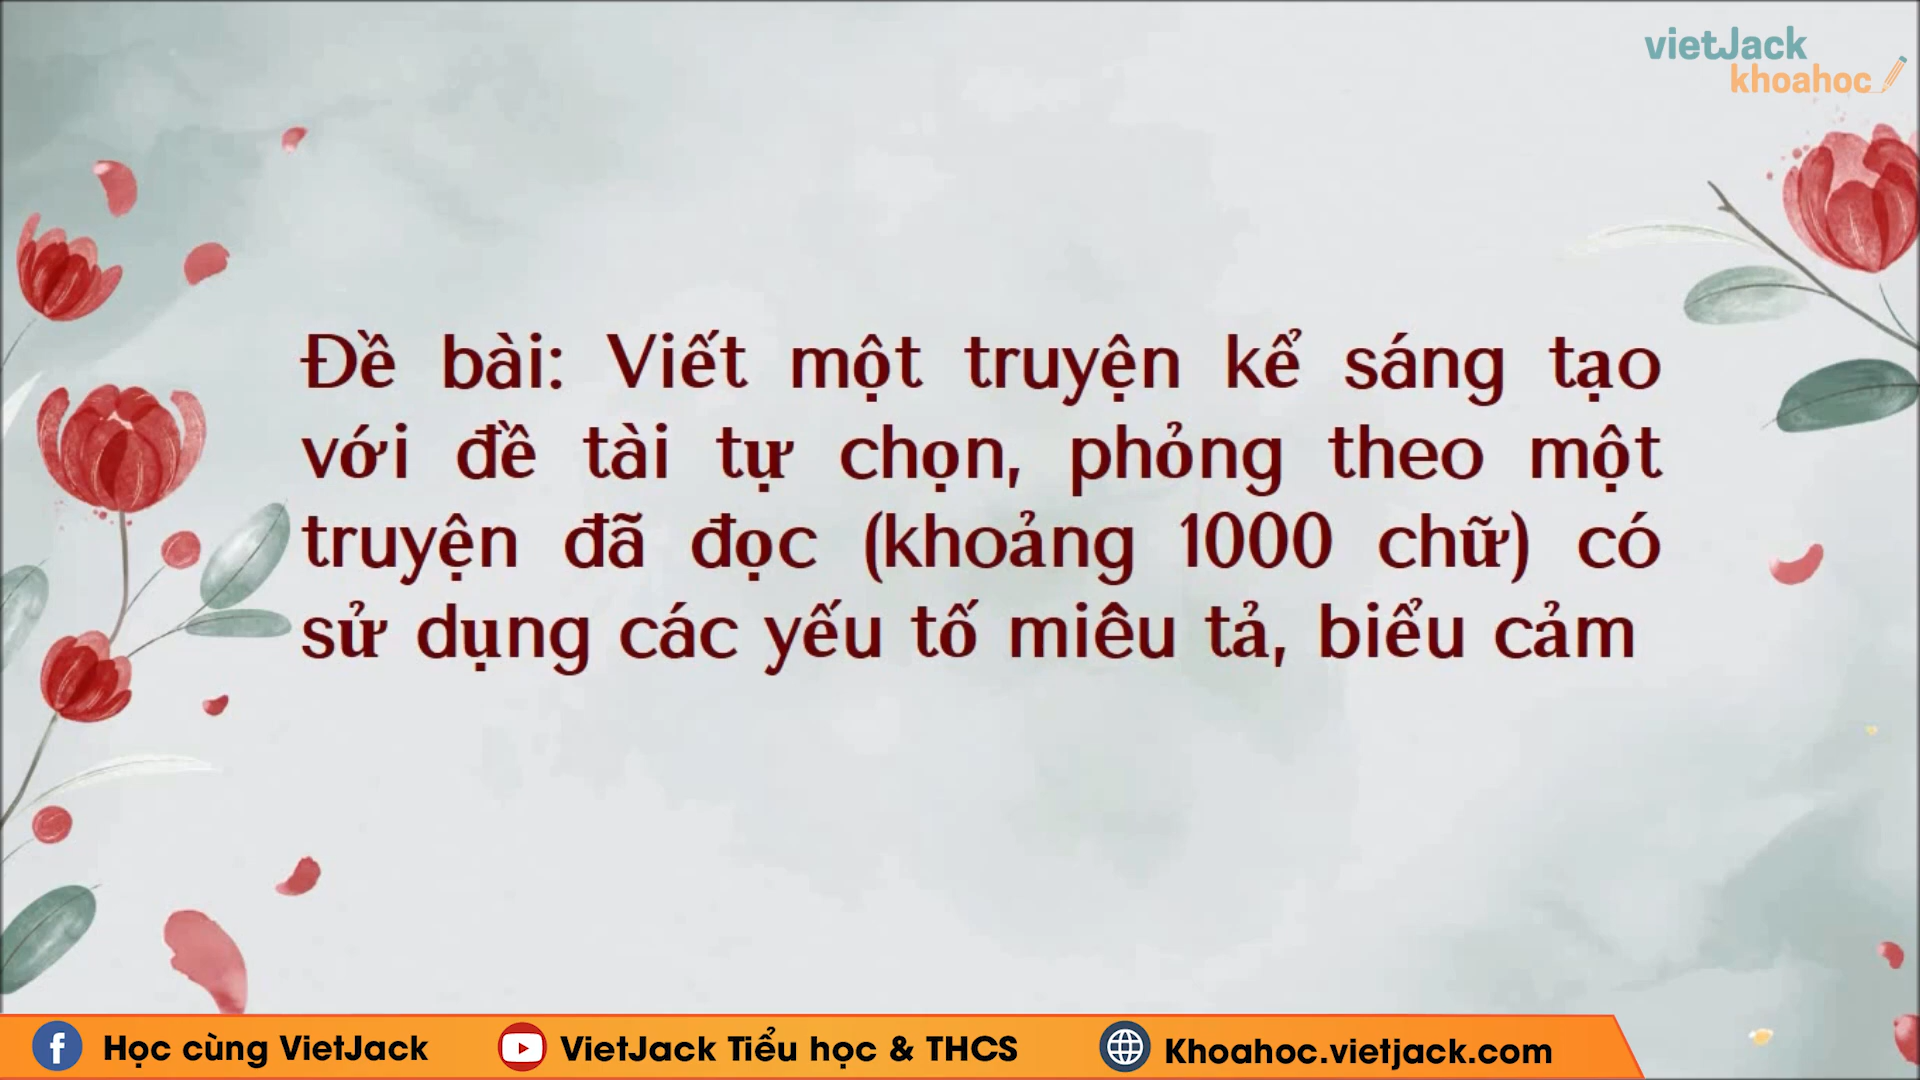 vietJack
khoahoc
Đề bài: Viết một truyện kể sáng tạo
với đề tài tự chọn, phỏng theo một
truyện đã đọc (khoảng 1000 chữ) có
sử dụng các yếu tố miêu tả, biểu cảm
Học cùng VietJack
VietJack Tiểu học & THCS
Khoahoc.vietjack.com